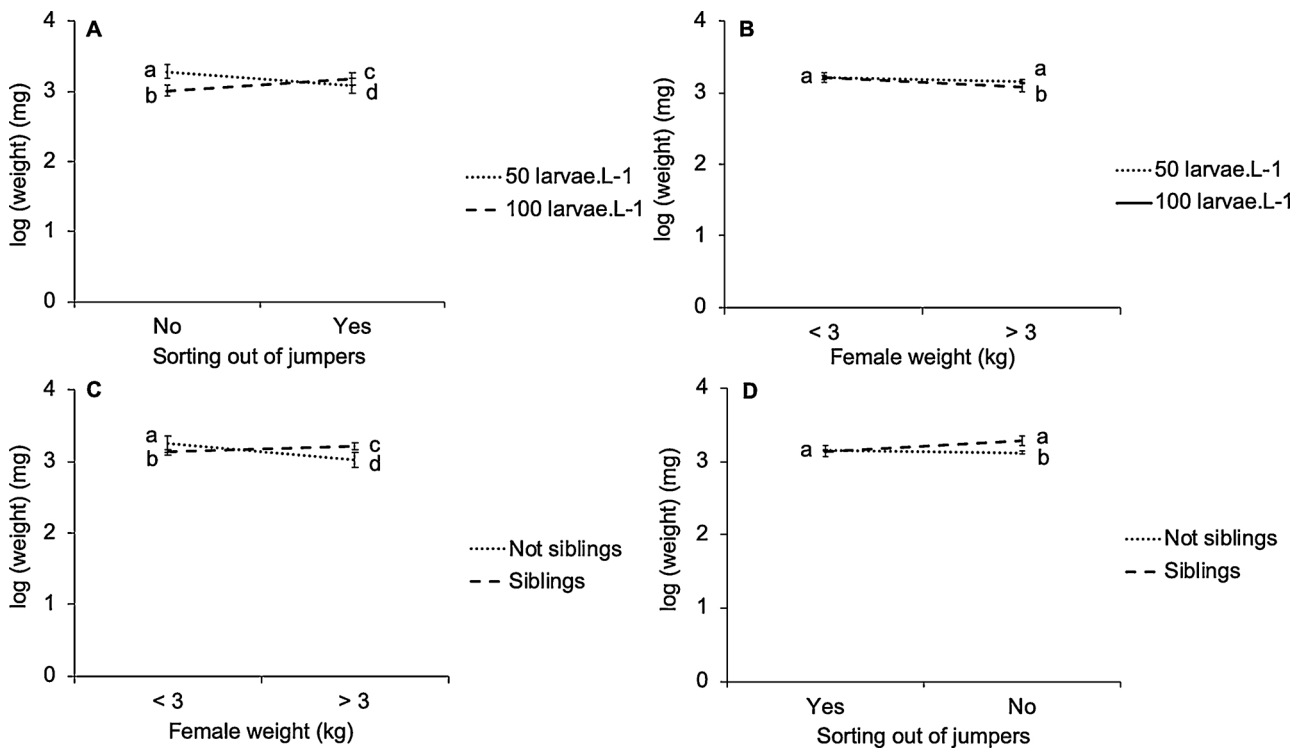 A
4
3
2
1
0
log (weight) (mg)
a
b
c
d
50 larvae.L-1
100 larvae.L-1
No
Yes
Sorting out of jumpers
B
4
3
2
1
0
log (weight) (mg)
a
a
b
50 larvae.L-1
100 larvae.L-1
< 3
> 3
Female weight (kg)
C
4
3
2
1
0
log (weight) (mg)
a
b
c
d
Not siblings
Siblings
< 3
> 3
Female weight (kg)
D
4
3
2
1
0
log (weight) (mg)
a
a
b
Not siblings
Siblings
Yes
No
Sorting out of jumpers